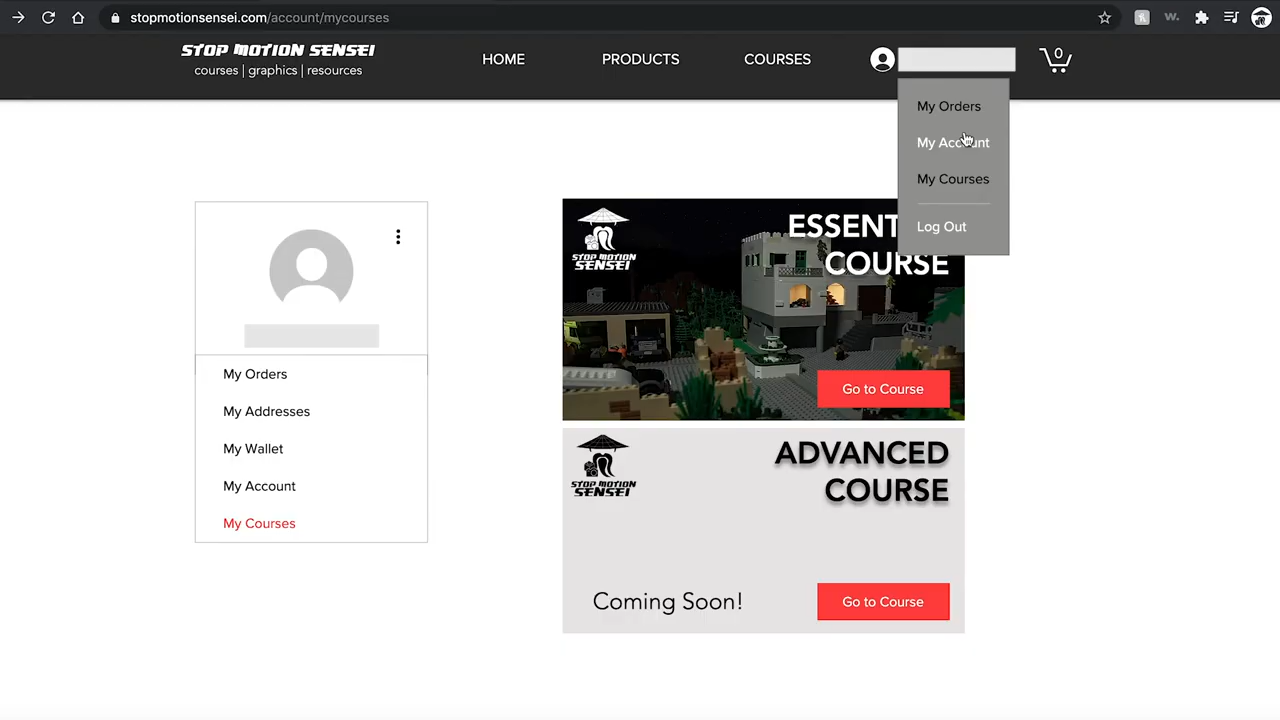 stopmotionsensei.com/account/mycourses
STOP MOTION SENSEI
courses | graphics | resources
HOME
PRODUCTS
COURSES
0
My Orders
My Account
My Courses
Log Out
My Orders
My Addresses
My Wallet
My Account
My Courses
STOP MOTION
SENSEI
ESSENT
COURSE
Go to Course
STOP MOTION
SENSEI
ADVANCED
COURSE
Coming Soon!
Go to Course